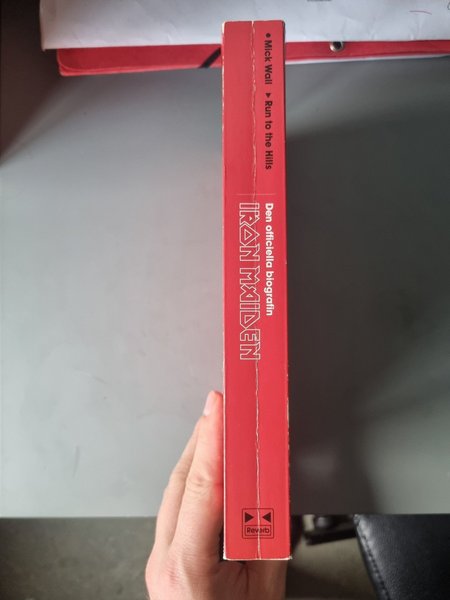 ● Mick Wall ▶ Run to the Hills
Den officiella biografin
IRON MAIDEN
Reverb